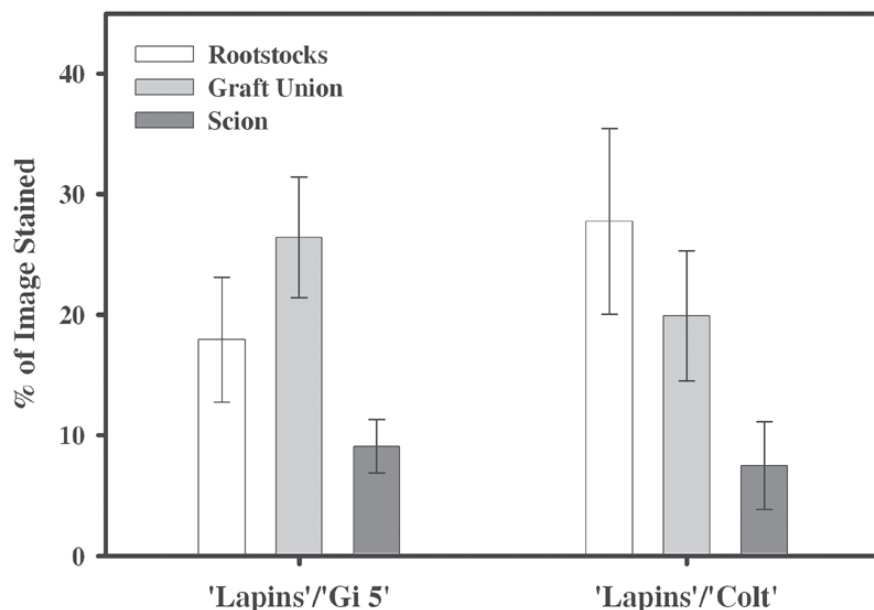 % of Image Stained
40
30
20
10
0
Rootstocks
Graft Union
Scion
'Lapins'/'Gi 5'
'Lapins'/'Colt'